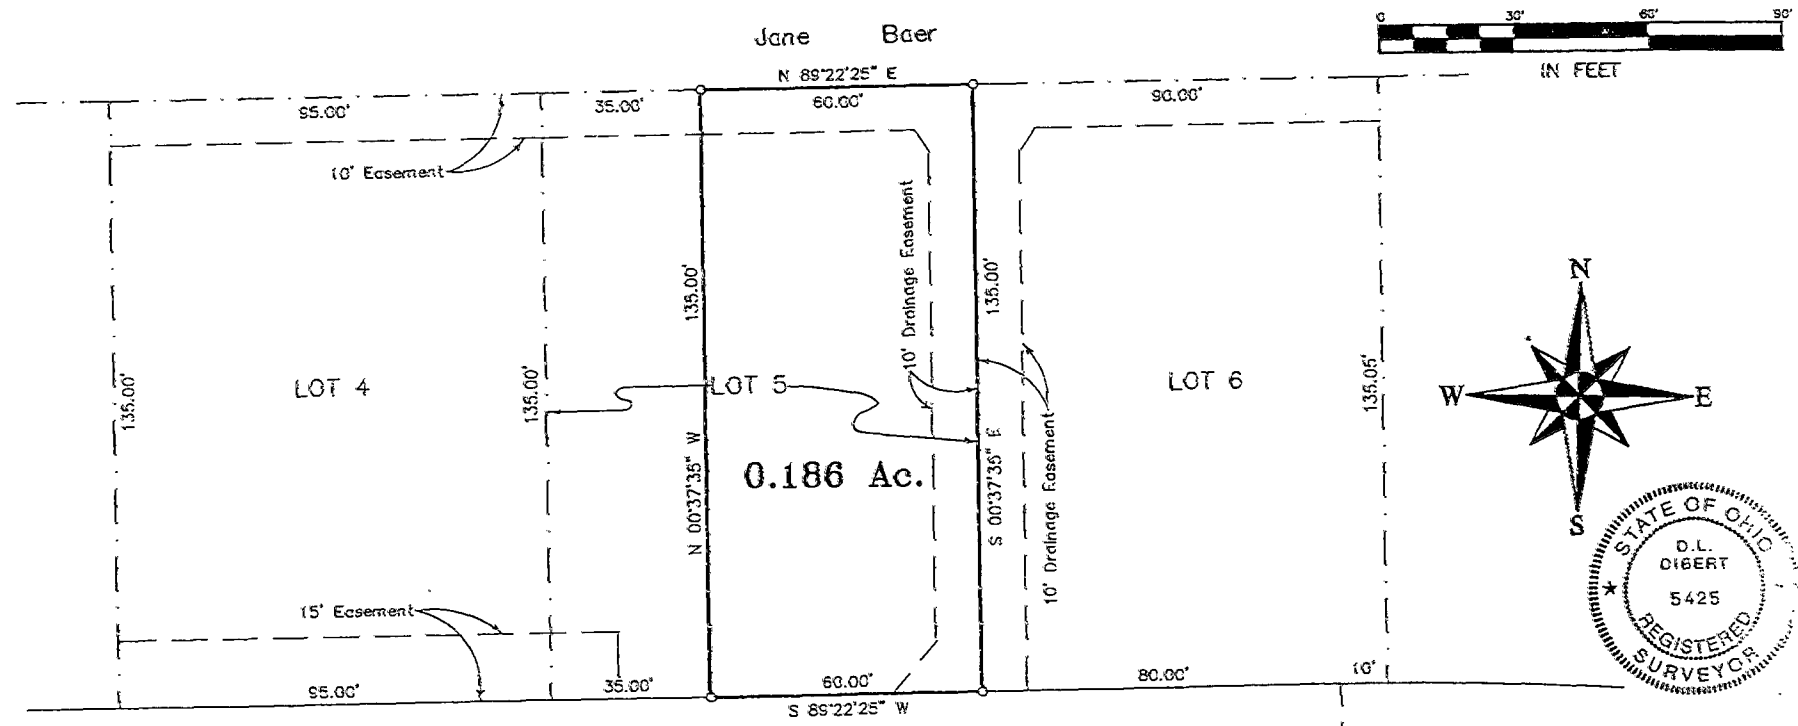 0 30' 60' 90'
IN FEET
Jane Baer
N 89°22'25" E
95.00' 35.00' 60.00' 90.00'
10' Easement
10' Drainage Easement
135.00'
135.00'
N
W E
S
LOT 4
LOT 5
LOT 6
135.00'
135.00'
135.05'
N 00°37'35" W
0.186 Ac.
S 00°37'35" E
10' Drainage Easement
15' Easement
95.00' 35.00' 60.00' 80.00' 10'
S 89°22'25" W
STATE OF OHIO
D.L.
DIBERT
5425
REGISTERED
SURVEYOR